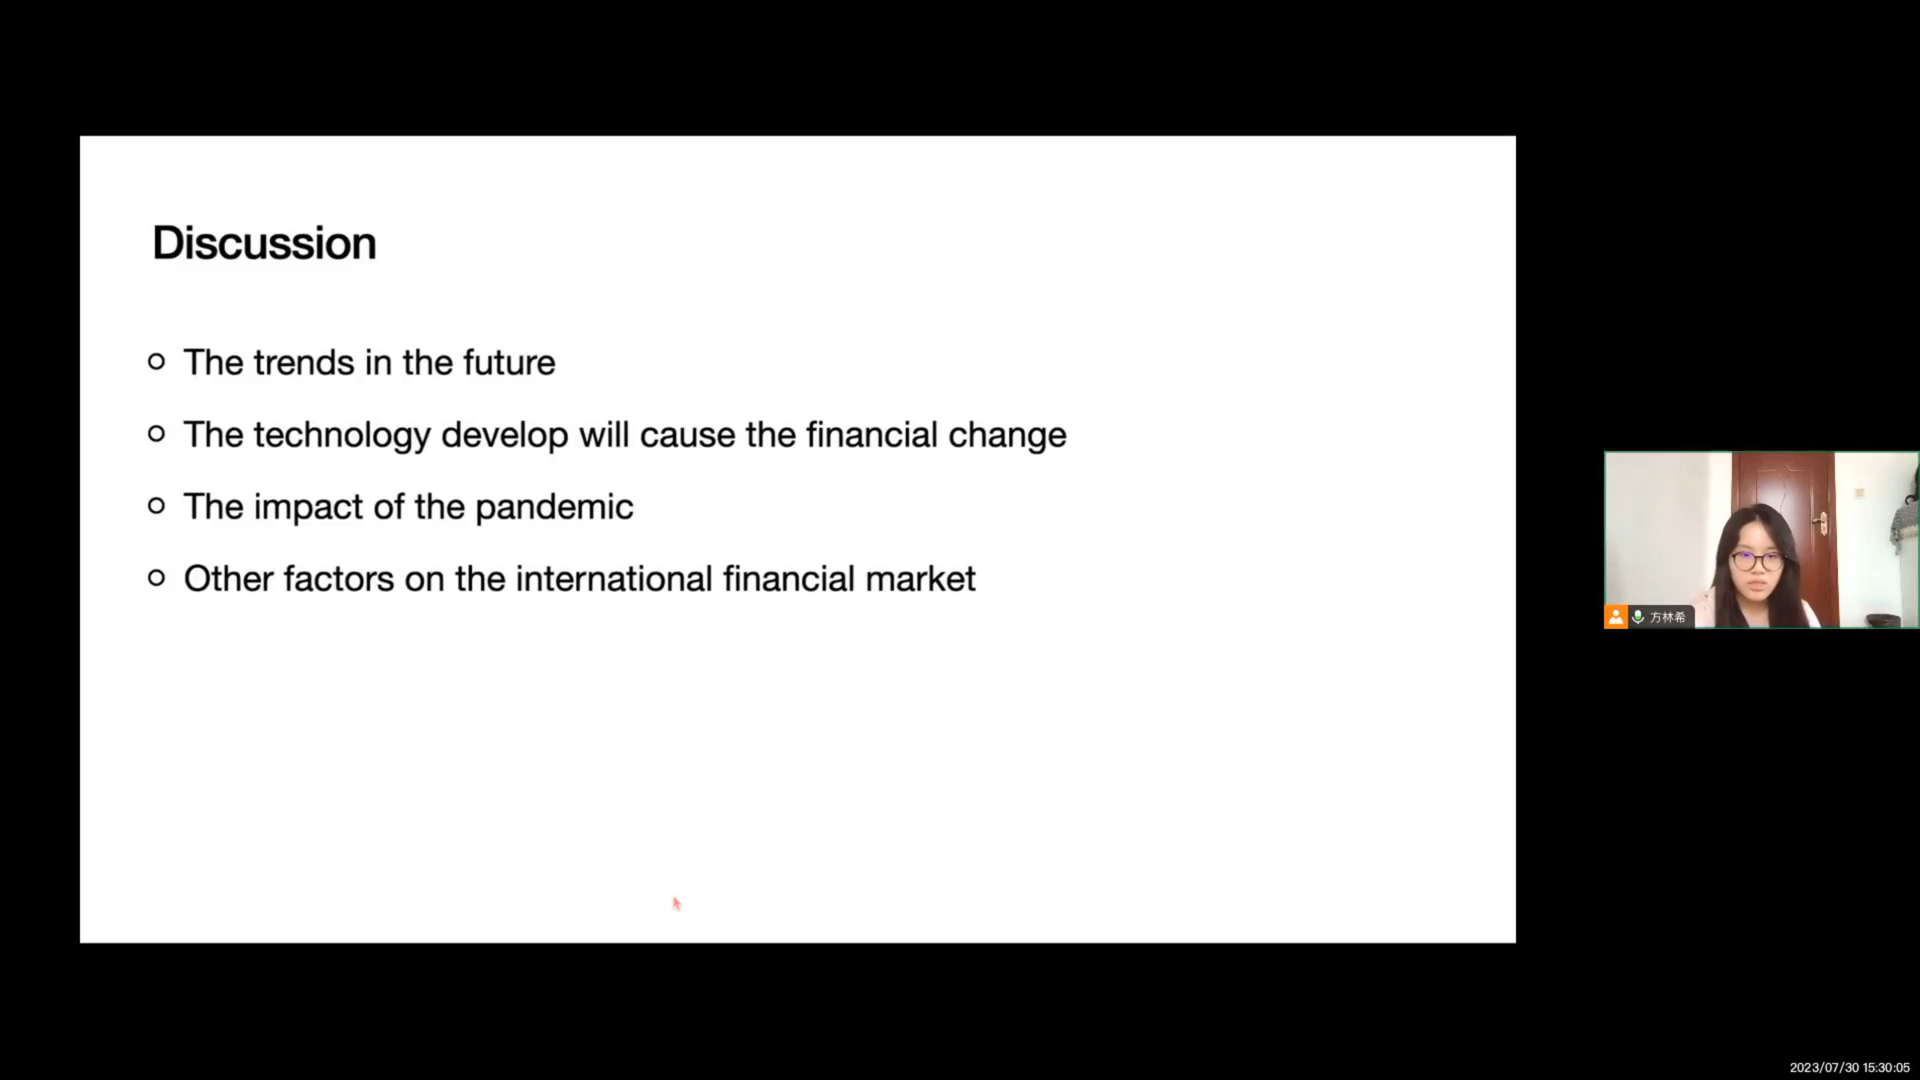 Discussion
The trends in the future
The technology develop will cause the financial change
The impact of the pandemic
Other factors on the international financial market
方林希
2023/07/30 15:30:05